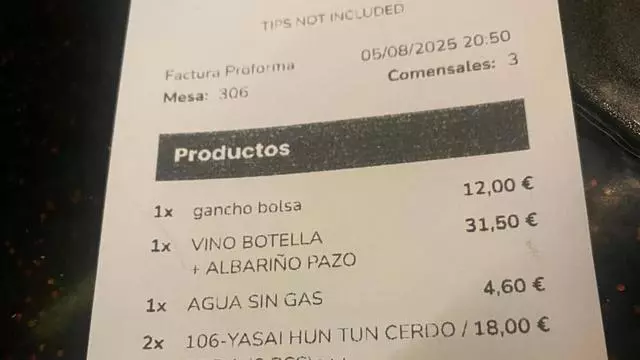 TIPS NOT INCLUDED
Factura Proforma 05/08/2025 20:50
Mesa: 306 Comensales: 3
Productos
1x gancho bolsa 12,00 €
1x VINO BOTELLA 31,50 €
+ ALBARIÑO PAZO
1x AGUA SIN GAS 4,60 €
2x 106-YASAI HUN TUN CERDO / 18,00 €